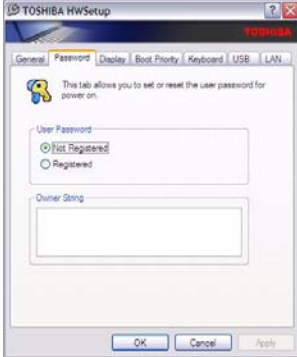 TOSHIBA HWSetup
TOSHIBA
General Password Display Boot Priority Keyboard USB LAN
This tab allows you to set or reset the user password for
power on.
User Password
Not Registered
Registered
Owner String
OK Cancel Apply